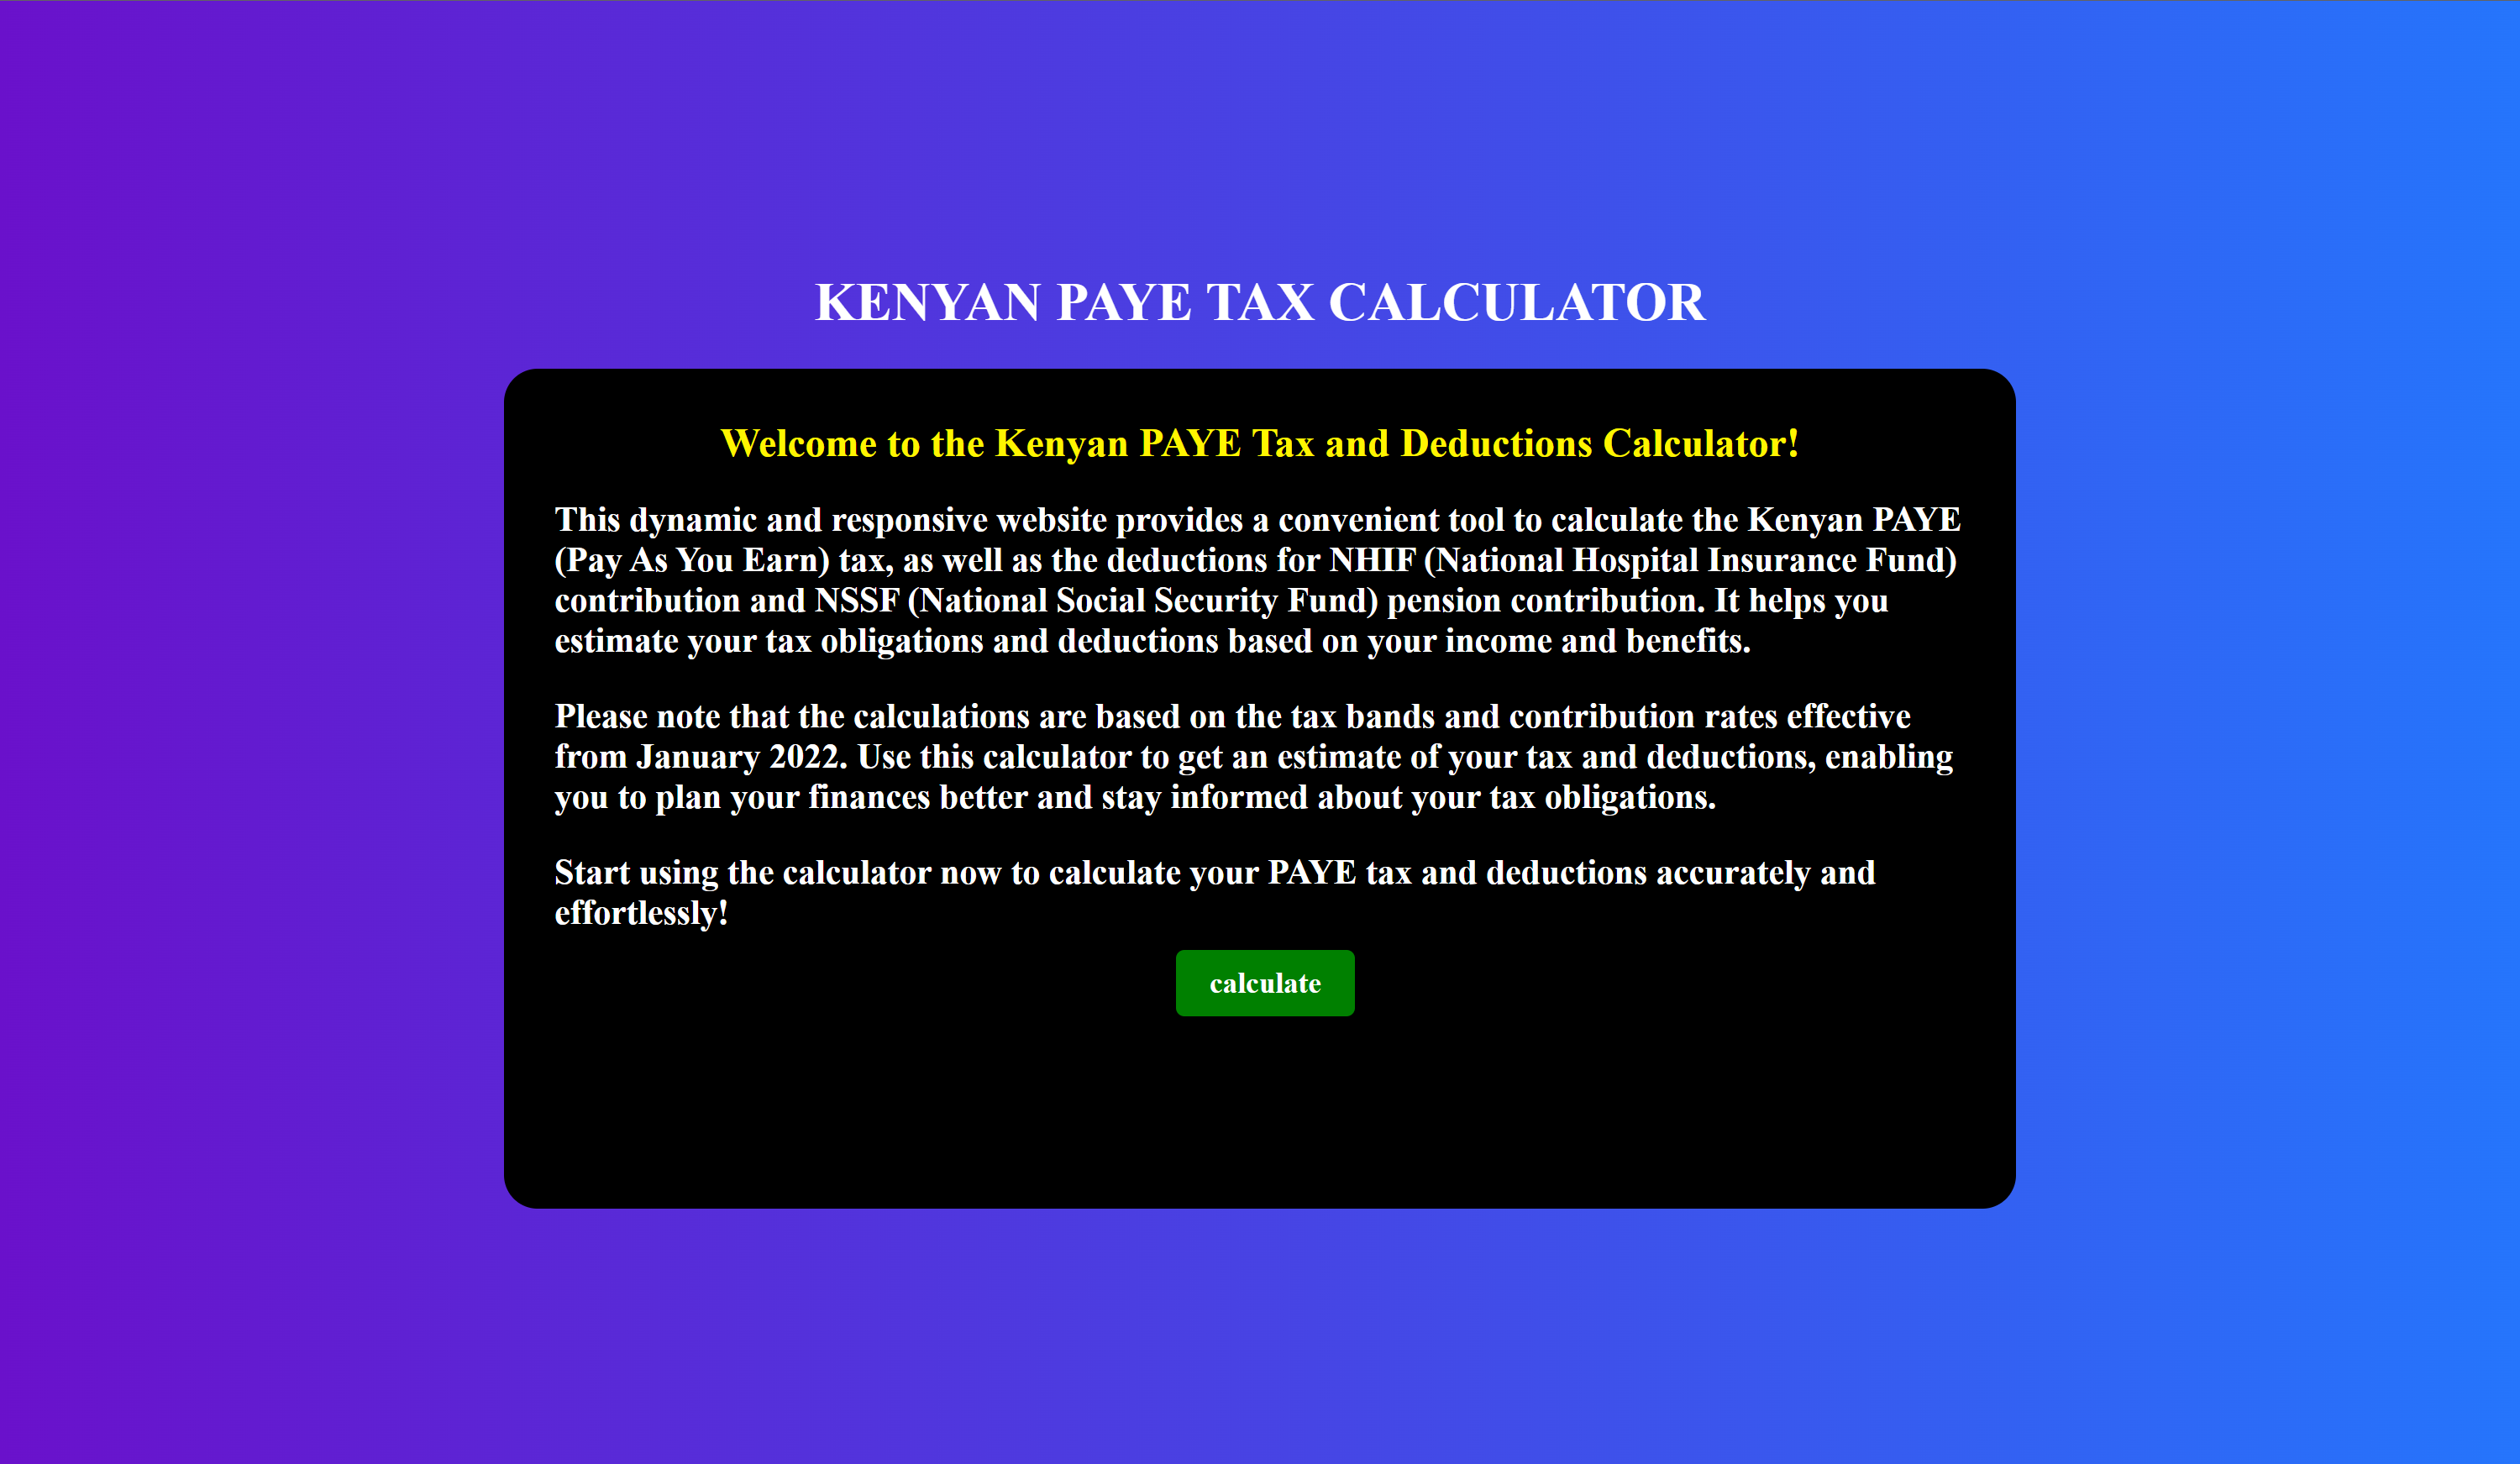 KENYAN PAYE TAX CALCULATOR
Welcome to the Kenyan PAYE Tax and Deductions Calculator!
This dynamic and responsive website provides a convenient tool to calculate the Kenyan PAYE
(Pay As You Earn) tax, as well as the deductions for NHIF (National Hospital Insurance Fund)
contribution and NSSF (National Social Security Fund) pension contribution. It helps you
estimate your tax obligations and deductions based on your income and benefits.
Please note that the calculations are based on the tax bands and contribution rates effective
from January 2022. Use this calculator to get an estimate of your tax and deductions, enabling
you to plan your finances better and stay informed about your tax obligations.
Start using the calculator now to calculate your PAYE tax and deductions accurately and
effortlessly!
calculate